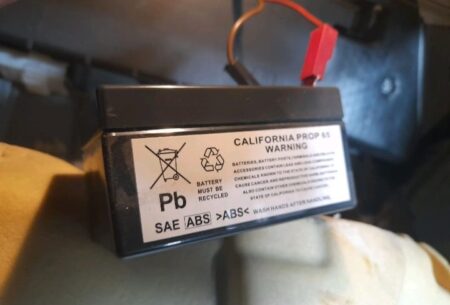 CALIFORNIA PROP 65
WARNING
BATTERIES, BATTERY POSTS, TERMINALS AND RELATED
ACCESSORIES CONTAIN LEAD AND LEAD COMPOUNDS,
CHEMICALS KNOWN TO THE STATE OF CALIFORNIA TO
CAUSE CANCER, AND REPRODUCTIVE HARM. BATTERIES
ALSO CONTAIN OTHER CHEMICALS KNOWN TO THE
STATE OF CALIFORNIA TO CAUSE CANCER.
WASH HANDS AFTER HANDLING.
BATTERY
MUST BE
RECYCLED
Pb
SAE ABS >ABS<